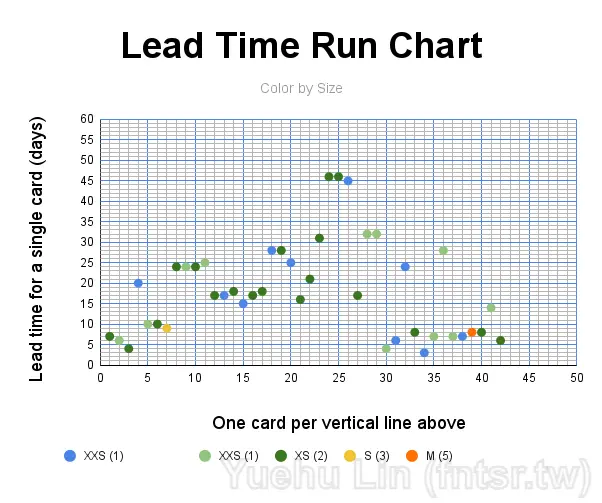 Lead Time Run Chart
Color by Size
Lead time for a single card (days)
60
55
50
45
40
35
30
25
20
15
10
5
0
0 5 10 15 20 25 30 35 40 45 50
One card per vertical line above
XXS (1) XXS (1) XS (2) S (3) M (5)
Yuehu Lin (fntsr.tw)